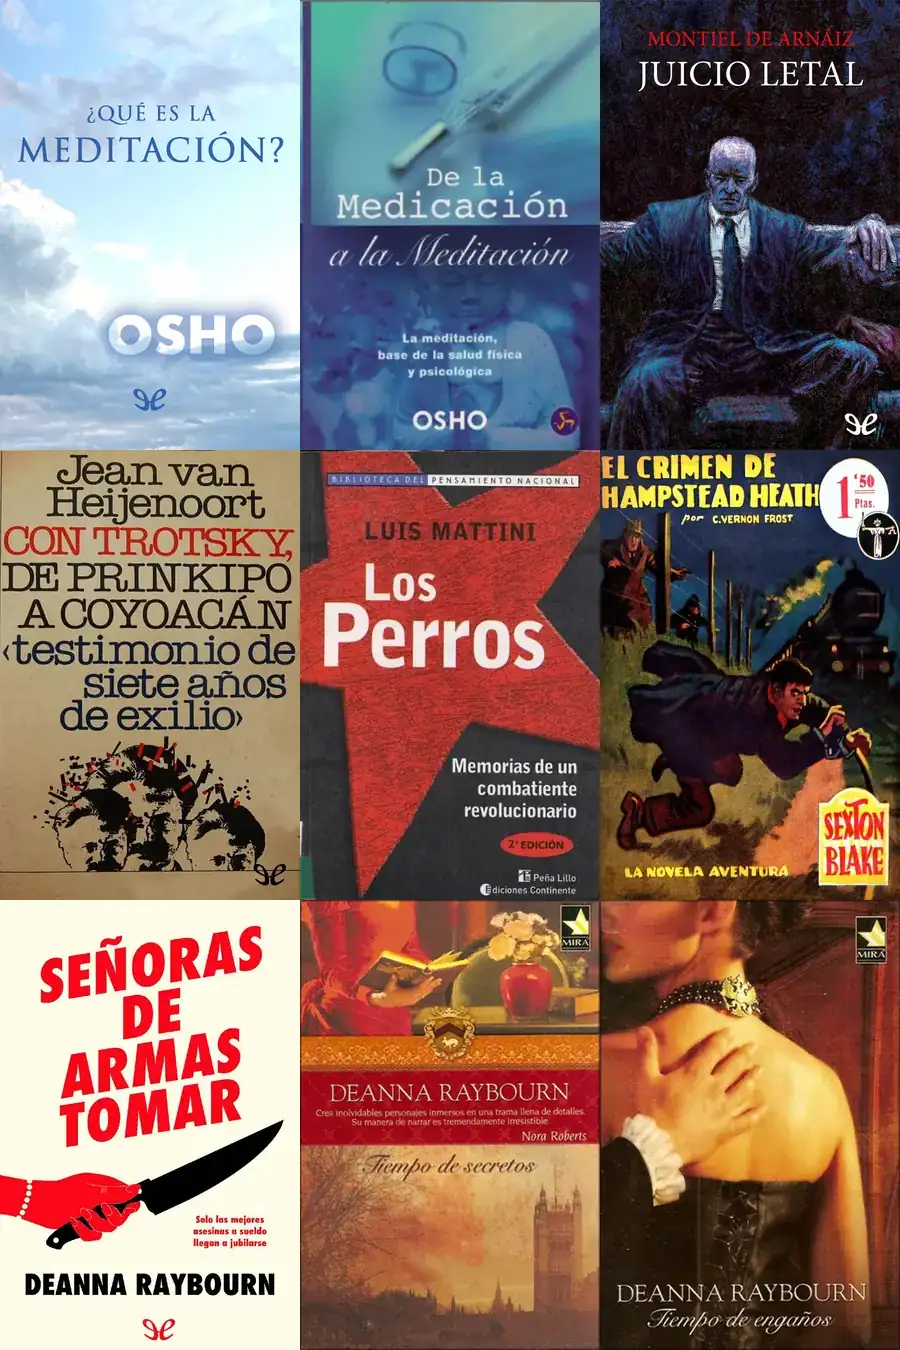 ¿QUÉ ES LA
MEDITACIÓN?
OSHO
De la
Medicación
a la Meditación
La meditación,
base de la salud física
y psicológica
OSHO
MONTIEL DE ARNÁIZ
JUICIO LETAL
Jean van
Heijenoort
CON TROTSKY,
DE PRINKIPO
A COYOACÁN
‹testimonio de
siete años
de exilio›
BIBLIOTECA DEL PENSAMIENTO NACIONAL
LUIS MATTINI
Los
Perros
Memorias de un
combatiente
revolucionario
2ª EDICIÓN
Peña Lillo
Ediciones Continente
EL CRIMEN DE
HAMPSTEAD HEATH
por C. VERNON FROST
1'50
Ptas.
SEXTON
BLAKE
LA NOVELA AVENTURA
SEÑORAS
DE
ARMAS
TOMAR
Solo las mejores
asesinas a sueldo
llegan a jubilarse
DEANNA RAYBOURN
MIRA
DEANNA RAYBOURN
Crea inolvidables personajes inmersos en una trama llena de detalles.
Su manera de narrar es tremendamente irresistible.
Nora Roberts
Tiempo de secretos
MIRA
DEANNA RAYBOURN
Tiempo de engaños